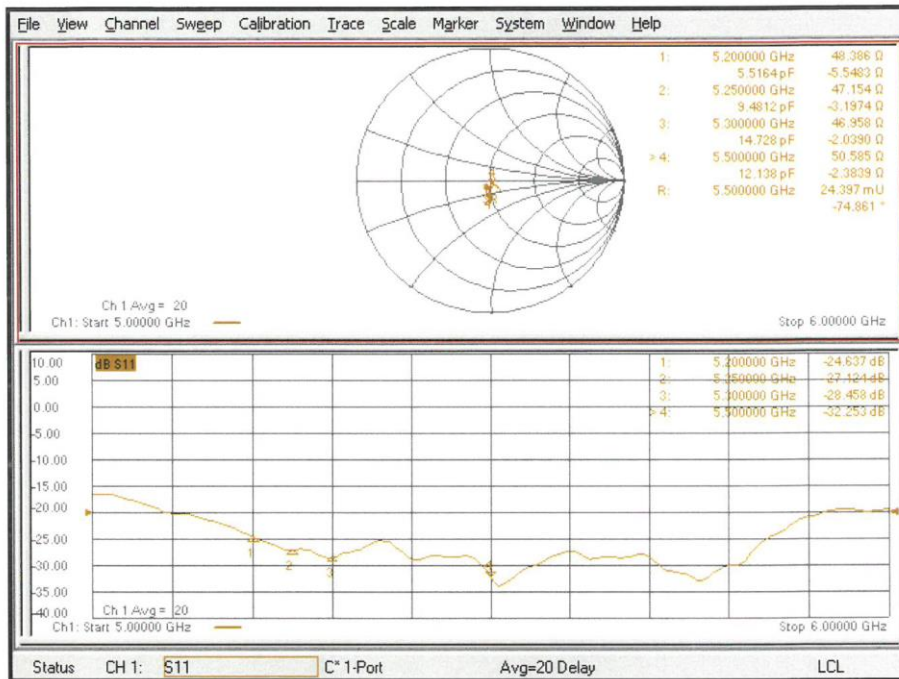 File View Channel Sweep Calibration Trace Scale Marker System Window Help
1: 5.200000 GHz 48.386 Ω
5.5164 pF -5.5483 Ω
2: 5.250000 GHz 47.154 Ω
9.4812 pF -3.1974 Ω
3: 5.300000 GHz 46.958 Ω
14.728 pF -2.0390 Ω
> 4: 5.500000 GHz 50.585 Ω
12.138 pF -2.3839 Ω
R: 5.500000 GHz 24.397 mU
-74.861 °
Ch 1 Avg = 20
Ch1: Start 5.00000 GHz Stop 6.00000 GHz
10.00
5.00
0.00
-5.00
-10.00
-15.00
-20.00
-25.00
-30.00
-35.00
-40.00
dB S11
1: 5.200000 GHz -24.637 dB
2: 5.250000 GHz -27.124 dB
3: 5.300000 GHz -28.458 dB
> 4: 5.500000 GHz -32.253 dB
1
2
3
4
Ch 1 Avg = 20
Ch1: Start 5.00000 GHz Stop 6.00000 GHz
Status CH 1: S11 C* 1-Port Avg=20 Delay LCL